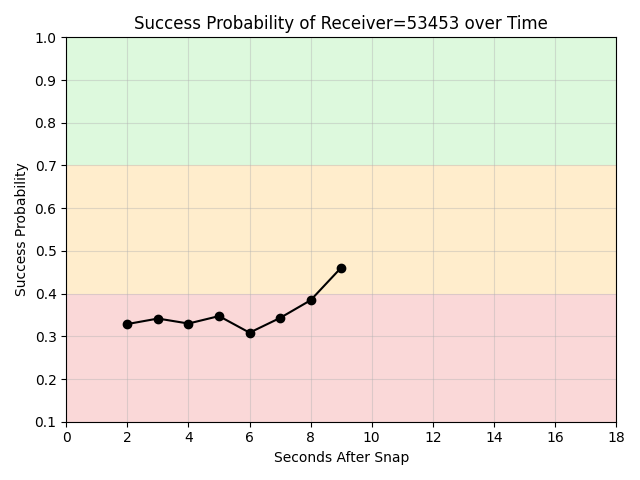 Success Probability of Receiver=53453 over Time
1.0
0.9
0.8
0.7
0.6
0.5
0.4
0.3
0.2
0.1
Success Probability
0 2 4 6 8 10 12 14 16 18
Seconds After Snap